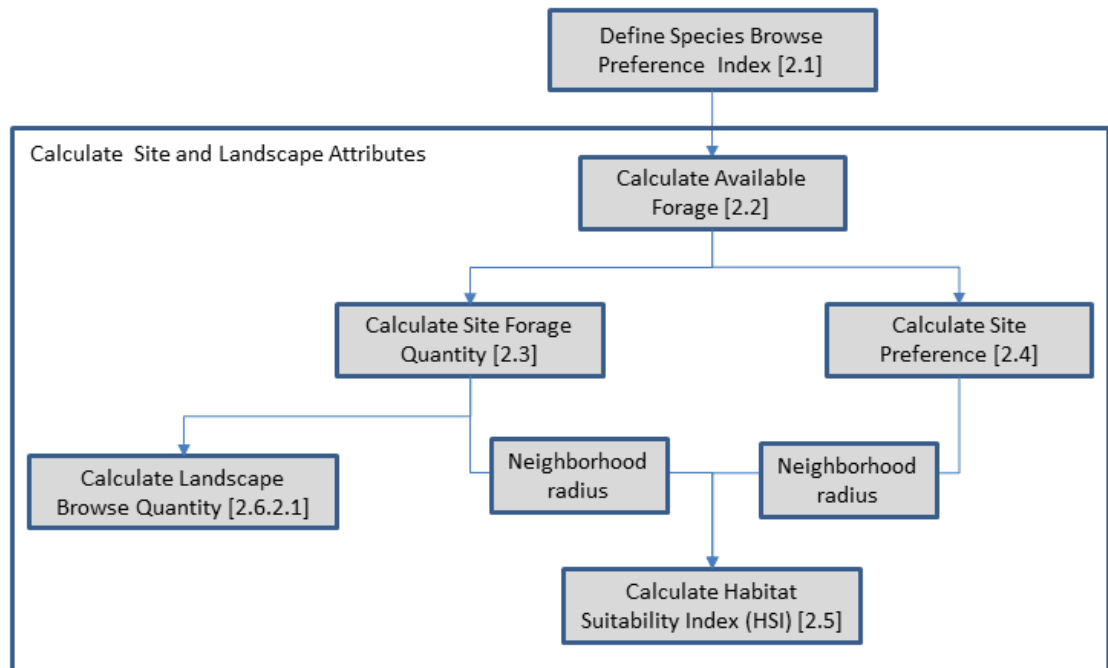 Define Species Browse
Preference Index [2.1]
Calculate Site and Landscape Attributes
Calculate Available
Forage [2.2]
Calculate Site Forage
Quantity [2.3]
Calculate Site
Preference [2.4]
Calculate Landscape
Browse Quantity [2.6.2.1]
Neighborhood
radius
Neighborhood
radius
Calculate Habitat
Suitability Index (HSI) [2.5]